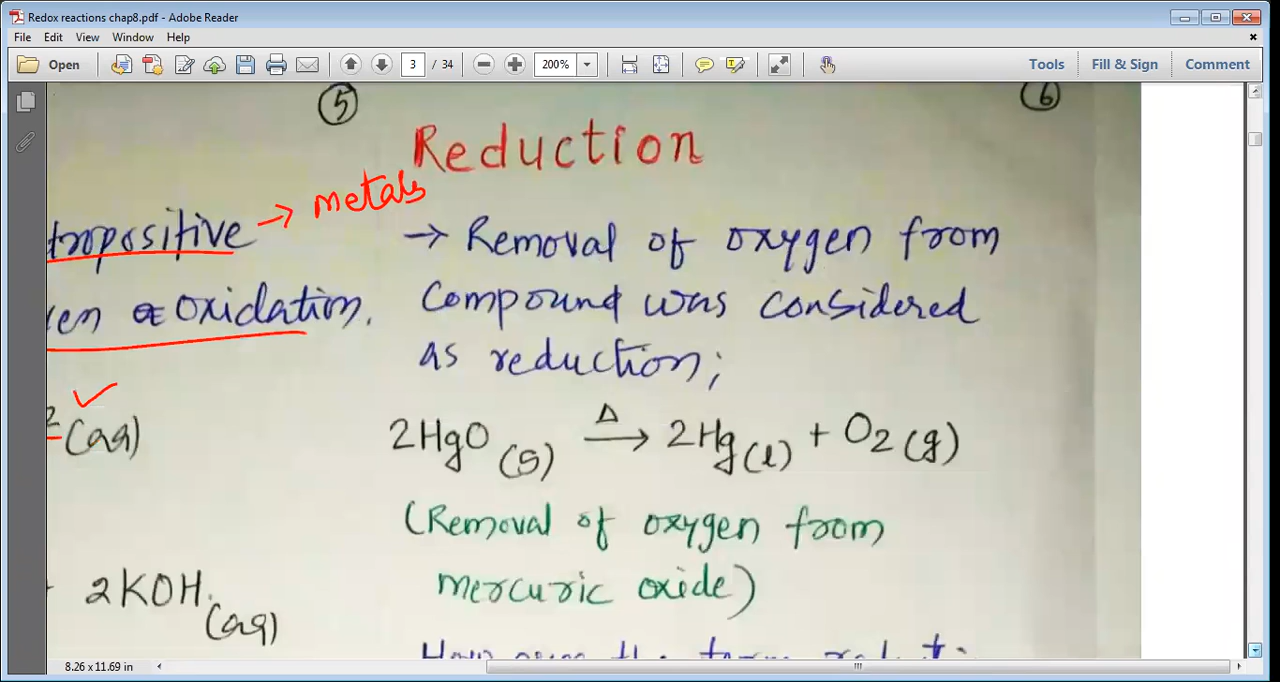 Redox reactions chap8.pdf - Adobe Reader
File Edit View Window Help
Open 3 / 34 200% Tools Fill & Sign Comment
5 6
Reduction
tropositive → metals
→ Removal of oxygen from
oxidation. Compound was considered
as reduction;
2(aq) 2HgO(s) Δ→ 2Hg(l) + O2(g)
(Removal of oxygen from
mercuric oxide)
2KOH.(aq)
8.26 x 11.69 in